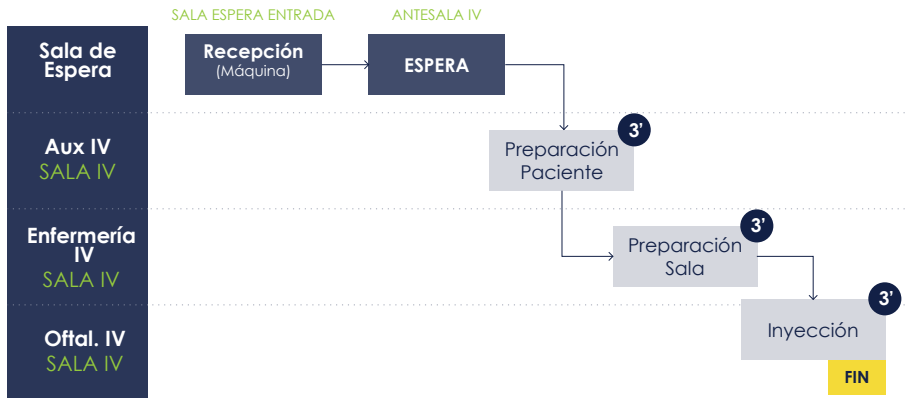 SALA ESPERA ENTRADA
ANTESALA IV
Sala de
Espera
Recepción
(Máquina)
ESPERA
Aux IV
SALA IV
3’
Preparación
Paciente
Enfermería
IV
SALA IV
3’
Preparación
Sala
Oftal. IV
SALA IV
3’
Inyección
FIN